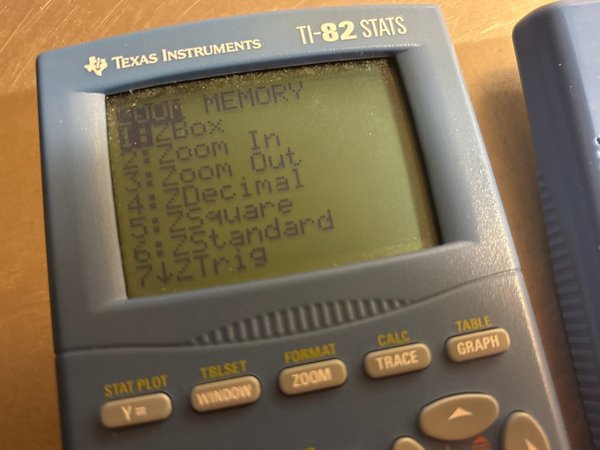 TEXAS INSTRUMENTS
TI-82 STATS
ZOOM MEMORY
1:ZBox
2:Zoom In
3:Zoom Out
4:ZDecimal
5:ZSquare
6:ZStandard
7↓ZTrig
STAT PLOT
TBLSET
FORMAT
CALC
TABLE
Y=
WINDOW
ZOOM
TRACE
GRAPH